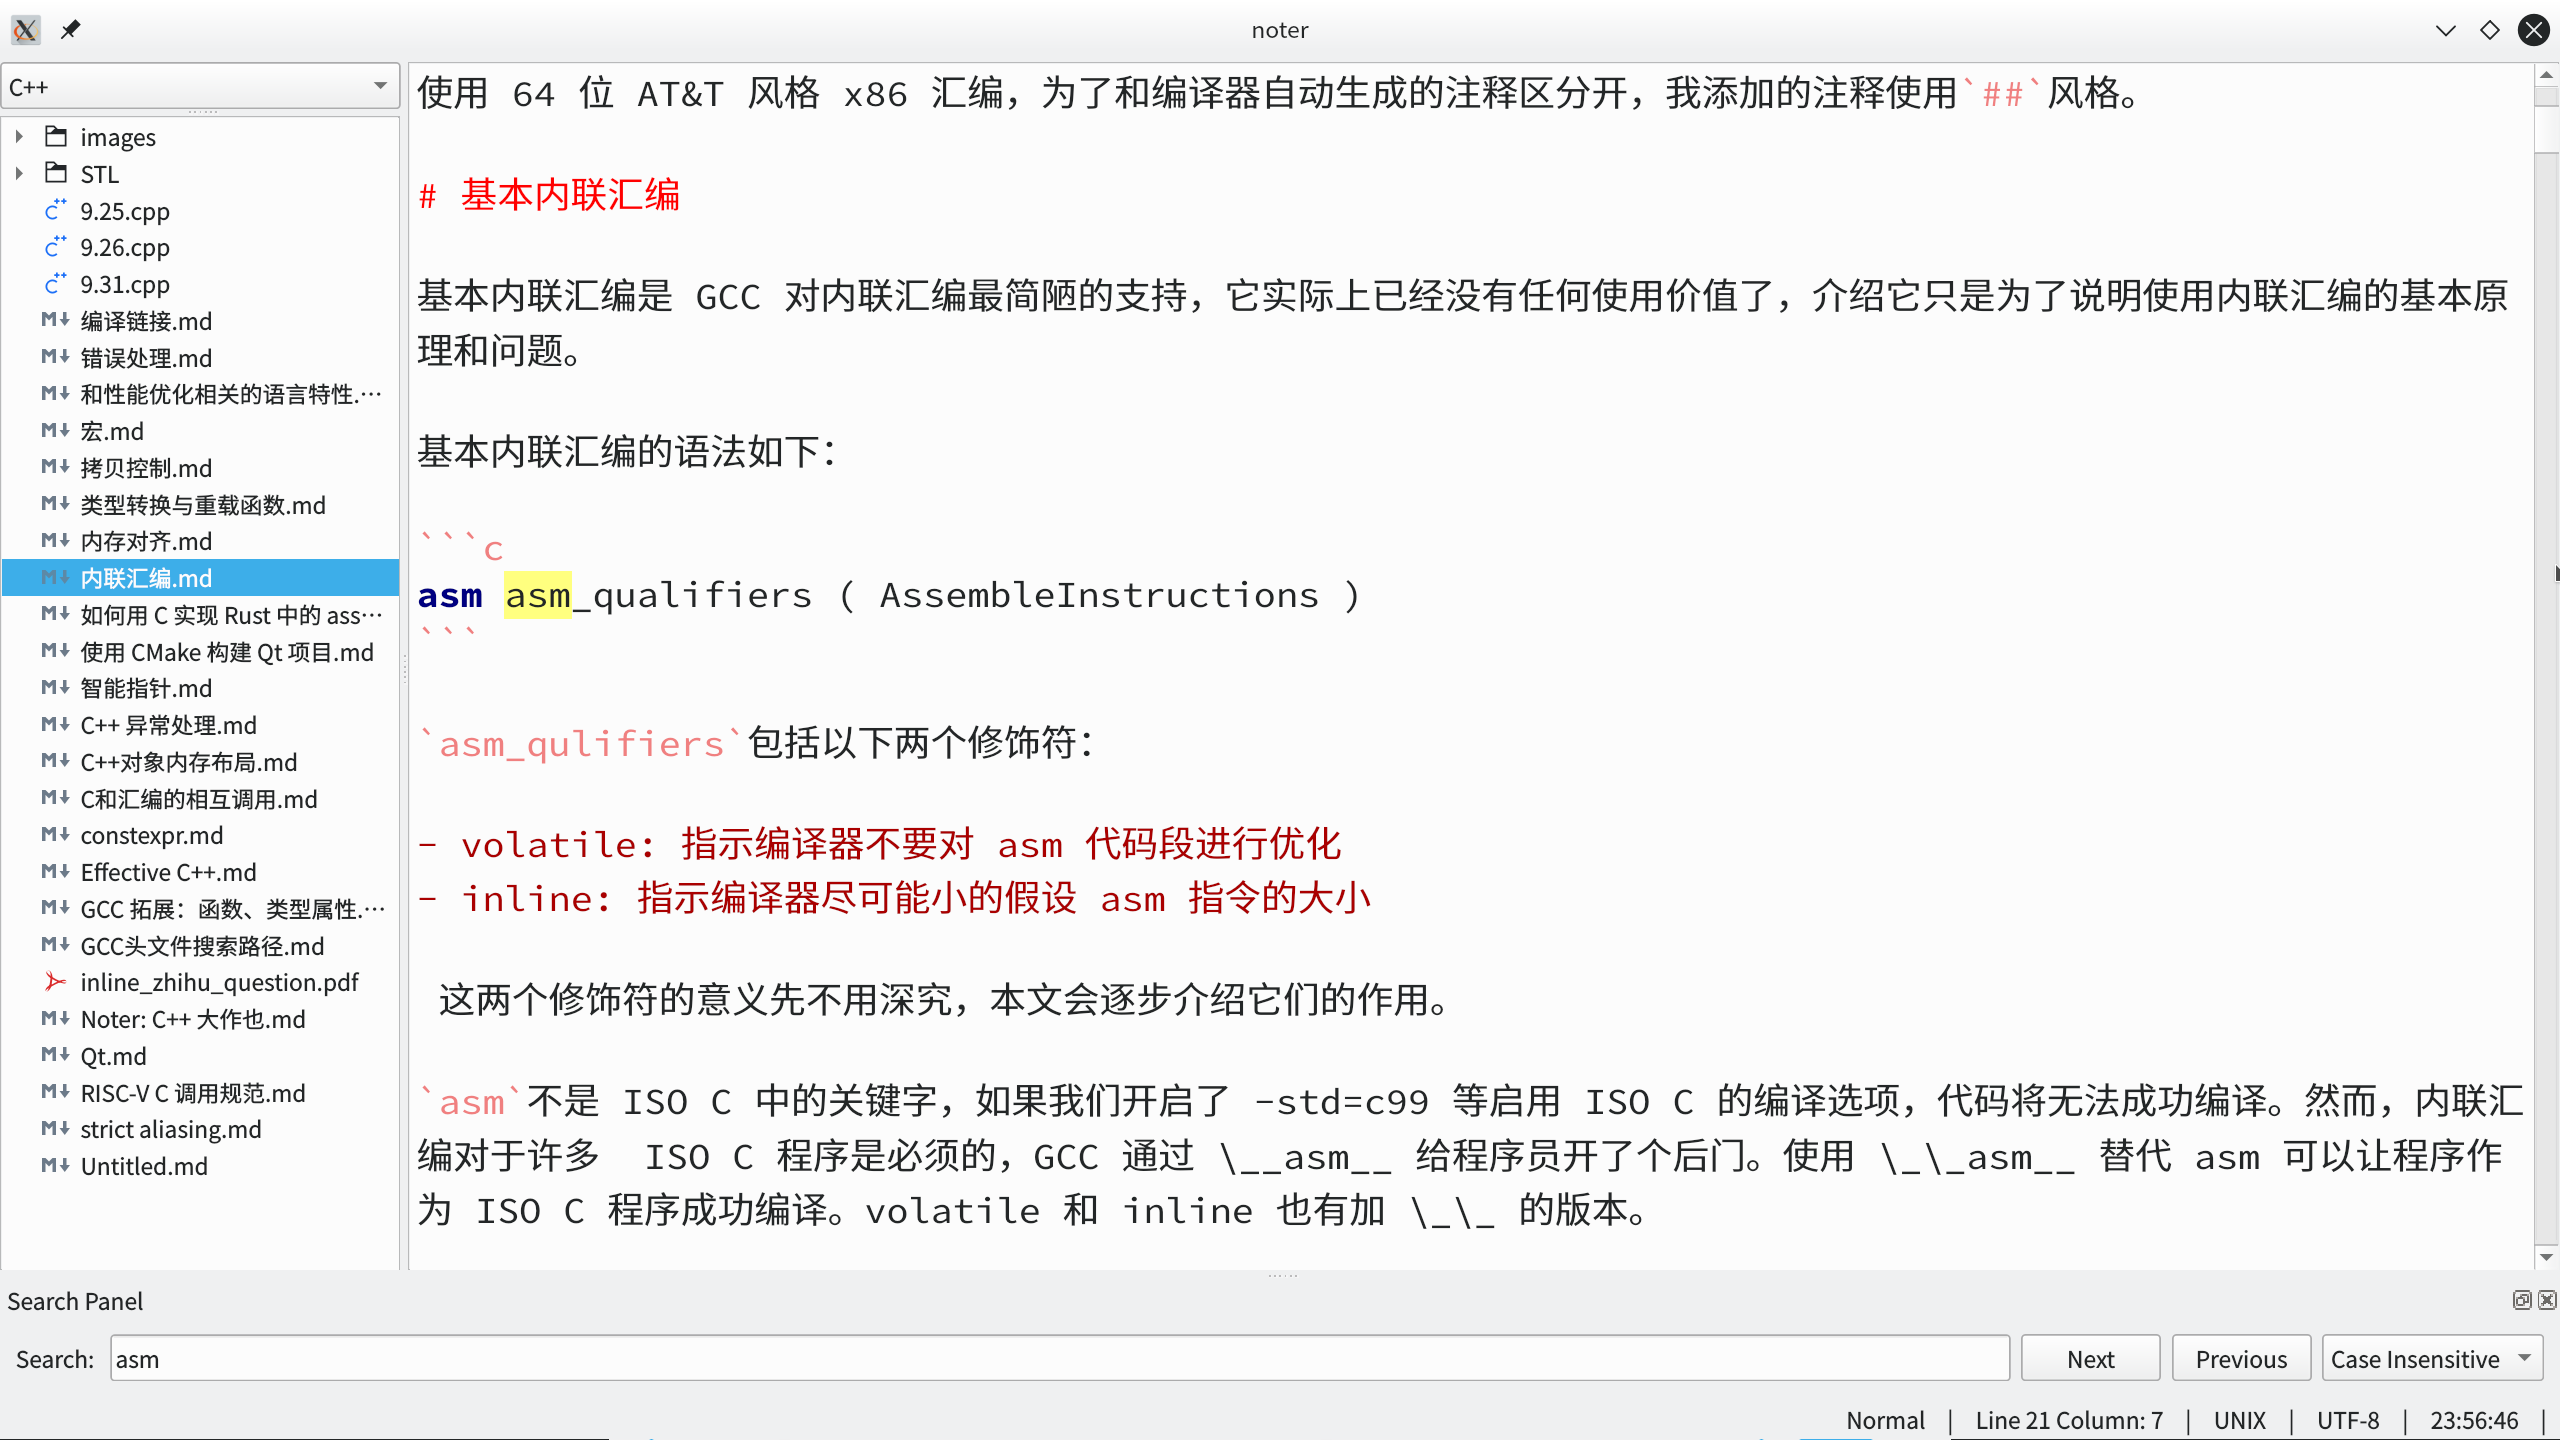 noter
C++
images
STL
9.25.cpp
9.26.cpp
9.31.cpp
编译链接.md
错误处理.md
和性能优化相关的语言特性.…
宏.md
拷贝控制.md
类型转换与重载函数.md
内存对齐.md
内联汇编.md
如何用 C 实现 Rust 中的 ass…
使用 CMake 构建 Qt 项目.md
智能指针.md
C++ 异常处理.md
C++对象内存布局.md
C和汇编的相互调用.md
constexpr.md
Effective C++.md
GCC 拓展：函数、类型属性.…
GCC头文件搜索路径.md
inline_zhihu_question.pdf
Noter: C++ 大作也.md
Qt.md
RISC-V C 调用规范.md
strict aliasing.md
Untitled.md
使用 64 位 AT&T 风格 x86 汇编，为了和编译器自动生成的注释区分开，我添加的注释使用`##`风格。
# 基本内联汇编
基本内联汇编是 GCC 对内联汇编最简陋的支持，它实际上已经没有任何使用价值了，介绍它只是为了说明使用内联汇编的基本原
理和问题。
基本内联汇编的语法如下：
```c
asm asm_qualifiers ( AssembleInstructions )
```
`asm_qulifiers`包括以下两个修饰符：
- volatile: 指示编译器不要对 asm 代码段进行优化
- inline: 指示编译器尽可能小的假设 asm 指令的大小
这两个修饰符的意义先不用深究，本文会逐步介绍它们的作用。
`asm`不是 ISO C 中的关键字，如果我们开启了 -std=c99 等启用 ISO C 的编译选项，代码将无法成功编译。然而，内联汇
编对于许多  ISO C 程序是必须的，GCC 通过 \__asm__ 给程序员开了个后门。使用 \_\_asm__ 替代 asm 可以让程序作
为 ISO C 程序成功编译。volatile 和 inline 也有加 \_\_ 的版本。
Search Panel
Search: asm Next Previous Case Insensitive
Normal | Line 21 Column: 7 | UNIX | UTF-8 | 23:56:46 |